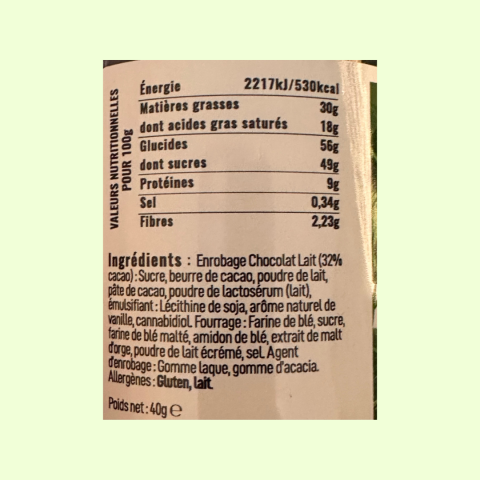 VALEURS NUTRITIONNELLES
POUR 100g
Énergie 2217kJ/530kcal
Matières grasses 30g
dont acides gras saturés 18g
Glucides 56g
dont sucres 49g
Protéines 9g
Sel 0,34g
Fibres 2,23g
Ingrédients : Enrobage Chocolat Lait (32%
cacao) : Sucre, beurre de cacao, poudre de lait,
pâte de cacao, poudre de lactosérum (lait),
émulsifiant : Lécithine de soja, arôme naturel de
vanille, cannabidiol. Fourrage : Farine de blé, sucre,
farine de blé malté, amidon de blé, extrait de malt
d'orge, poudre de lait écrémé, sel. Agent
d'enrobage : Gomme laque, gomme d'acacia.
Allergènes : Gluten, lait.
Poids net : 40g e